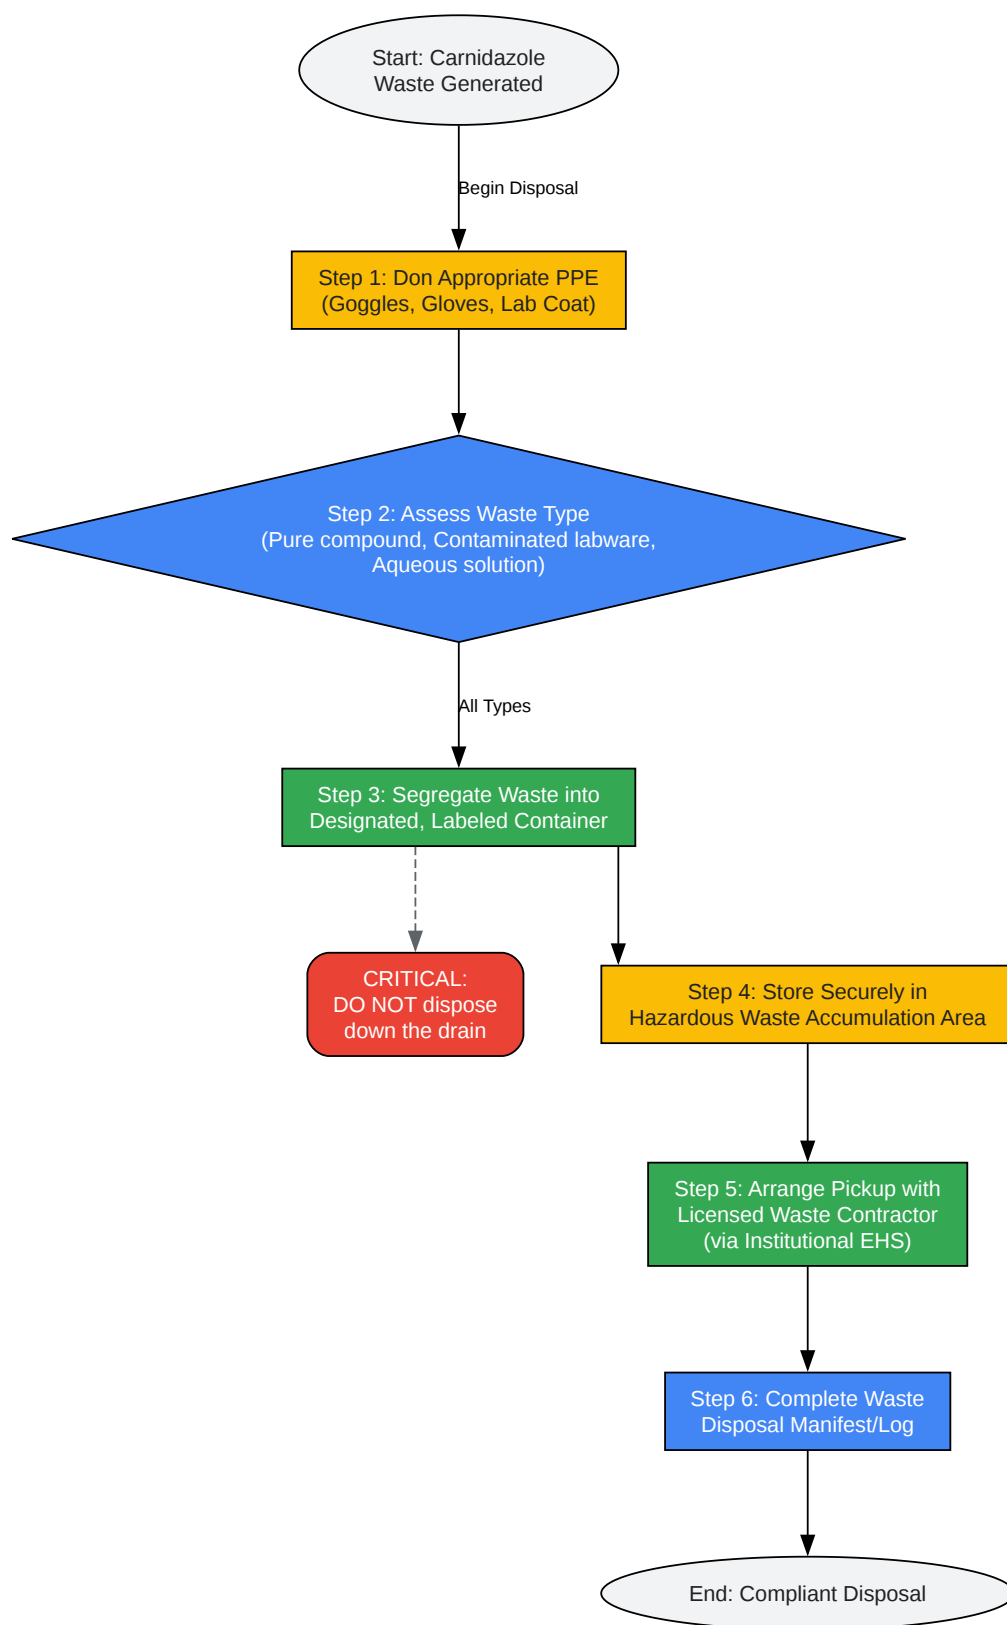 Start: Carnidazole
Waste Generated
Begin Disposal
Step 1: Don Appropriate PPE
(Goggles, Gloves, Lab Coat)
Step 2: Assess Waste Type
(Pure compound, Contaminated labware,
Aqueous solution)
All Types
Step 3: Segregate Waste into
Designated, Labeled Container
CRITICAL:
DO NOT dispose
down the drain
Step 4: Store Securely in
Hazardous Waste Accumulation Area
Step 5: Arrange Pickup with
Licensed Waste Contractor
(via Institutional EHS)
Step 6: Complete Waste
Disposal Manifest/Log
End: Compliant Disposal